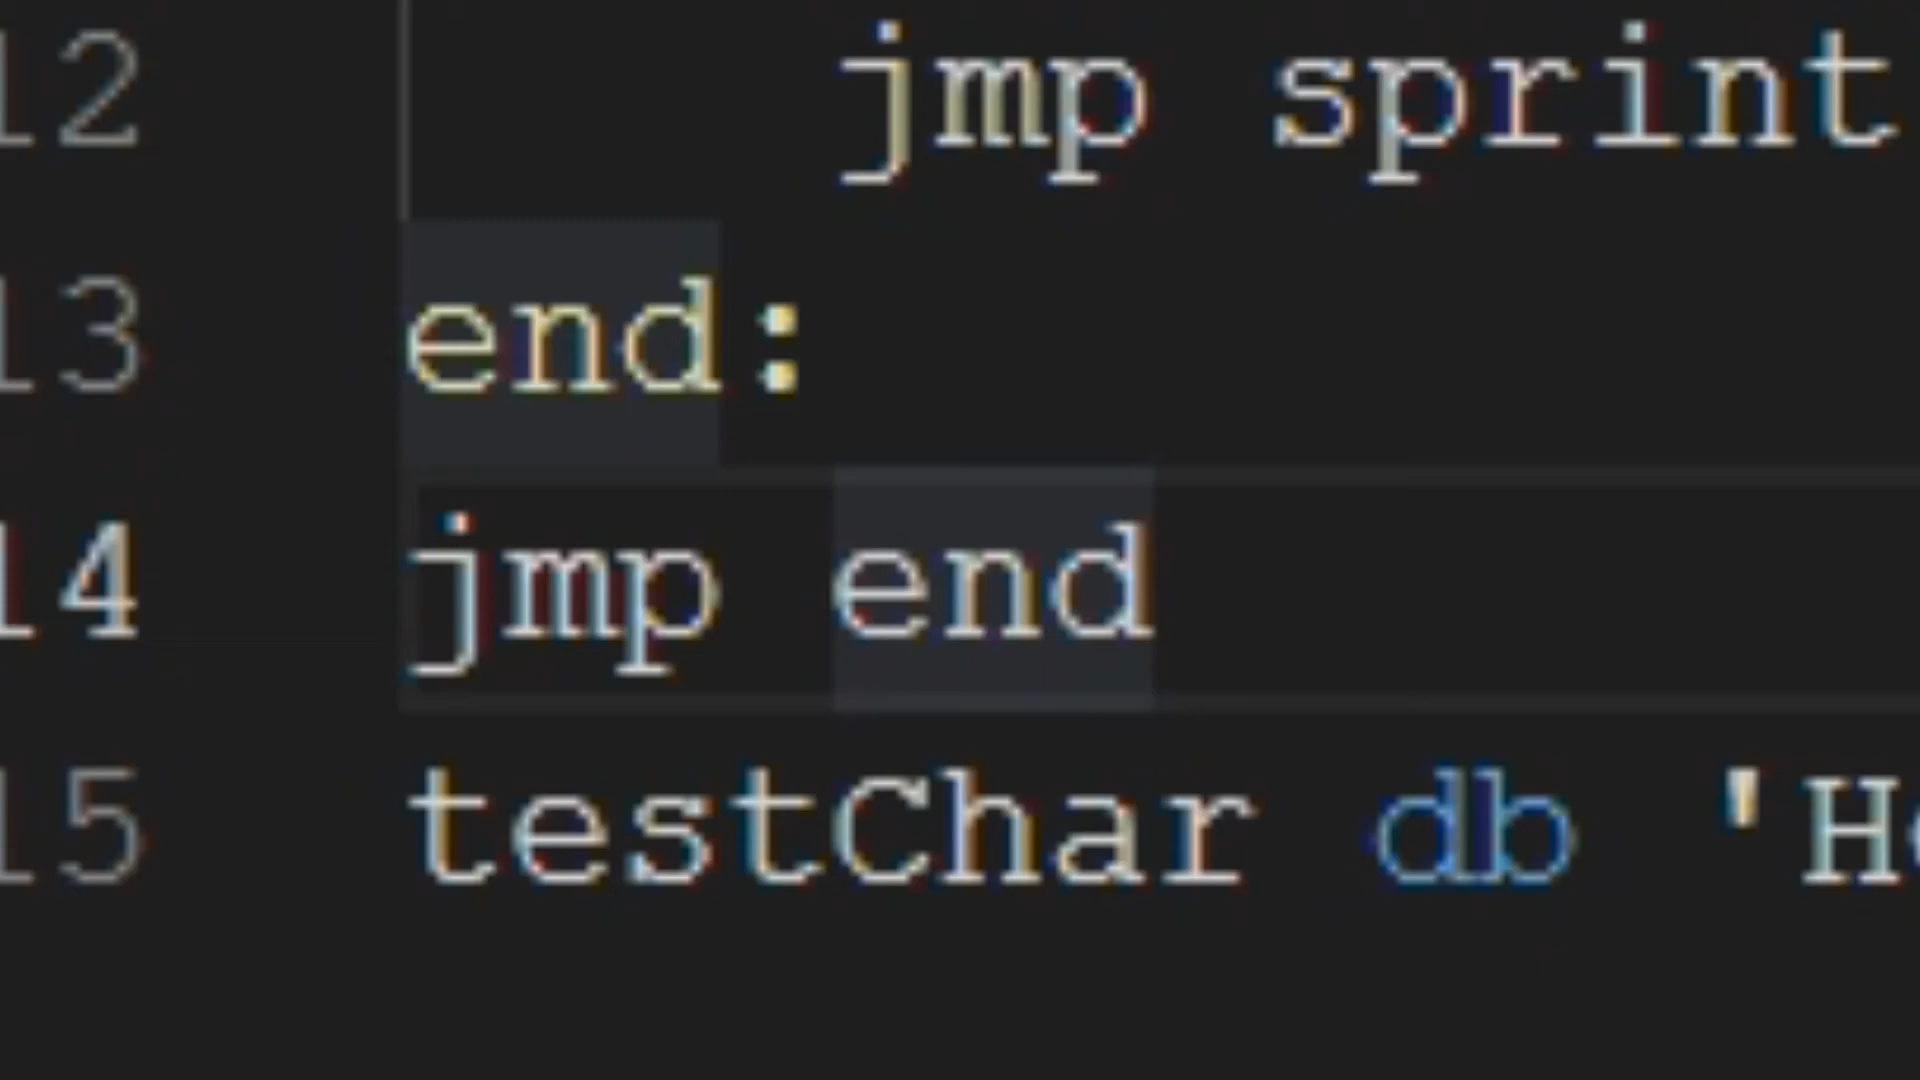 12 jmp sprint
13 end:
14 jmp end
15 testChar db 'H